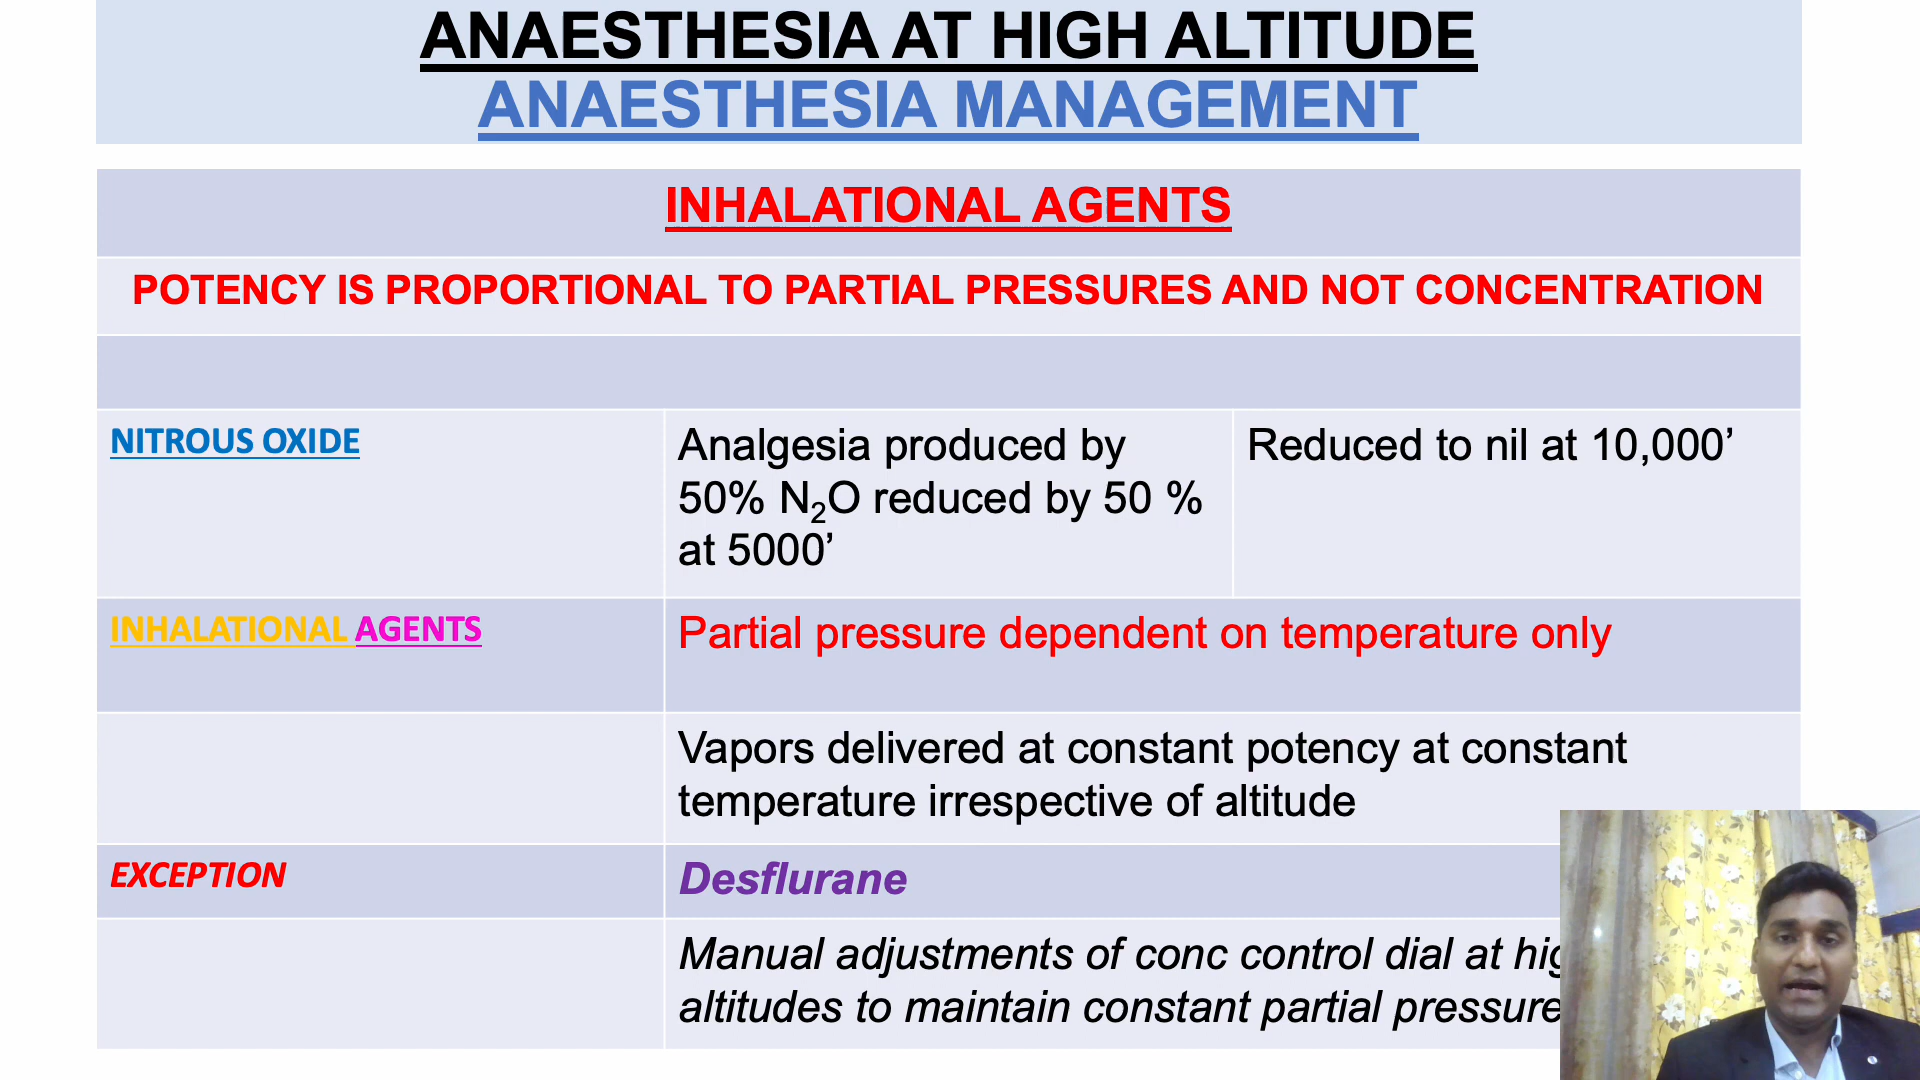 ANAESTHESIA AT HIGH ALTITUDE
ANAESTHESIA MANAGEMENT
INHALATIONAL AGENTS
POTENCY IS PROPORTIONAL TO PARTIAL PRESSURES AND NOT CONCENTRATION
NITROUS OXIDE
Analgesia produced by
50% N₂O reduced by 50 %
at 5000’
Reduced to nil at 10,000’
INHALATIONAL AGENTS
Partial pressure dependent on temperature only
Vapors delivered at constant potency at constant
temperature irrespective of altitude
EXCEPTION
Desflurane
Manual adjustments of conc control dial at
altitudes to maintain constant partial pressure